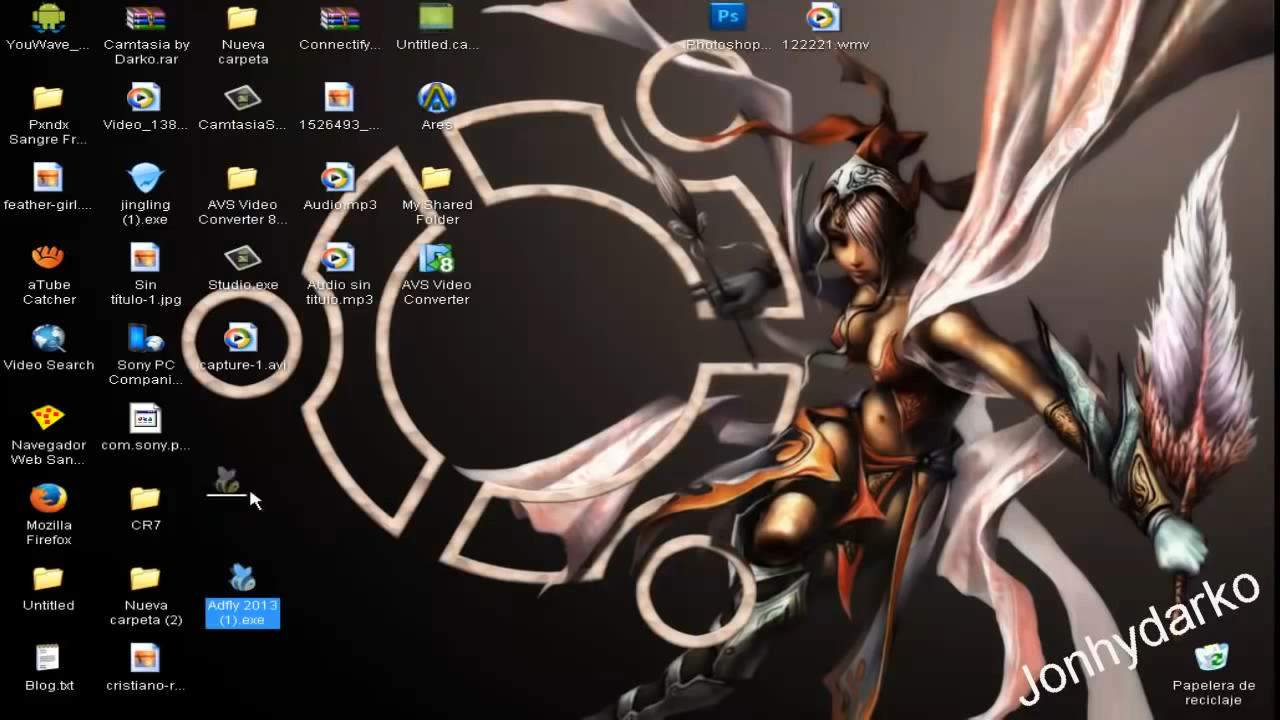 YouWave_...
Camtasia by
Darko.rar
Nueva
carpeta
Connectify...
Untitled.ca...
Ps
Photoshop...
122221.wmv
Pxndx
Sangre Fr...
Video_138...
CamtasiaS...
1526493_...
Ares
feather-girl....
jingling
(1).exe
AVS Video
Converter 8...
Audio.mp3
My Shared
Folder
aTube
Catcher
Sin
título-1.jpg
Studio.exe
Audio sin
titulo.mp3
8
AVS Video
Converter
Video Search
Sony PC
Compani...
capture-1.avi
Navegador
Web San...
com.sony.p...
Mozilla
Firefox
CR7
Untitled
Nueva
carpeta (2)
Adfly 2013
(1).exe
Blog.txt
cristiano-r...
Jonhydarko
Papelera de
reciclaje